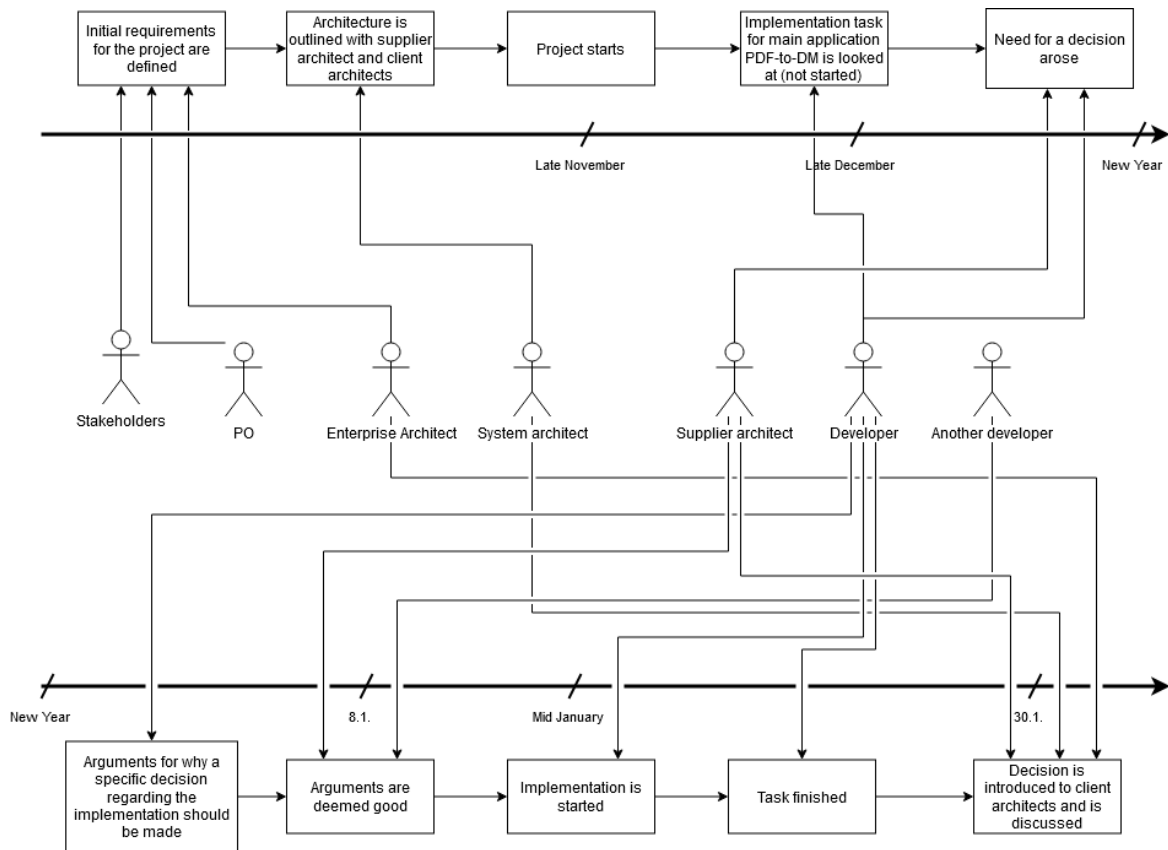 Initial requirements
for the project are
defined
Architecture is
outlined with supplier
architect and client
architects
Project starts
Implementation task
for main application
PDF-to-DM is looked
at (not started)
Need for a decision
arose
Late November
Late December
New Year
Stakeholders
PO
Enterprise Architect
System architect
Supplier architect
Developer
Another developer
New Year
8.1.
Mid January
30.1.
Arguments for why a
specific decision
regarding the
implementation should
be made
Arguments are
deemed good
Implementation is
started
Task finished
Decision is
introduced to client
architects and is
discussed